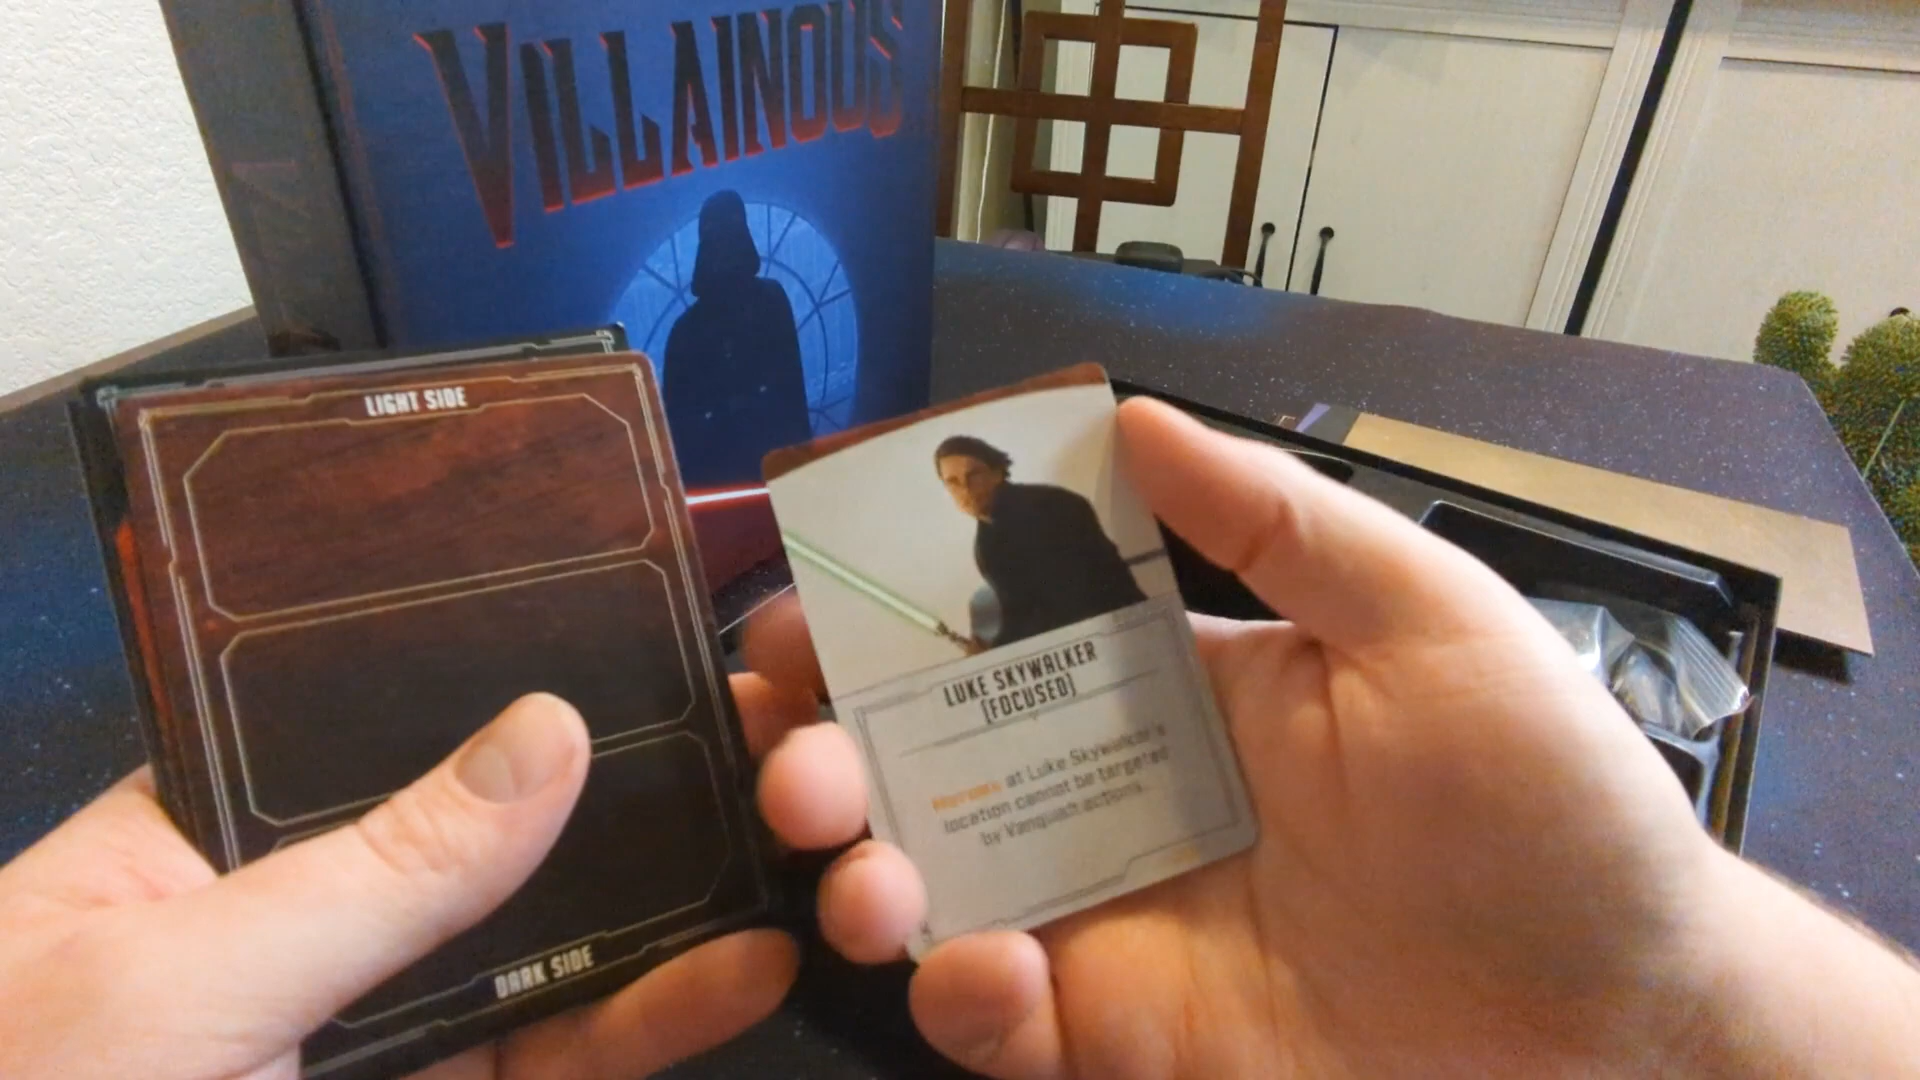 VILLAINOUS
LIGHT SIDE
DARK SIDE
LUKE SKYWALKER
[FOCUSED]
at Luke Skywalker's
location cannot be targeted
by Vanquish actions.